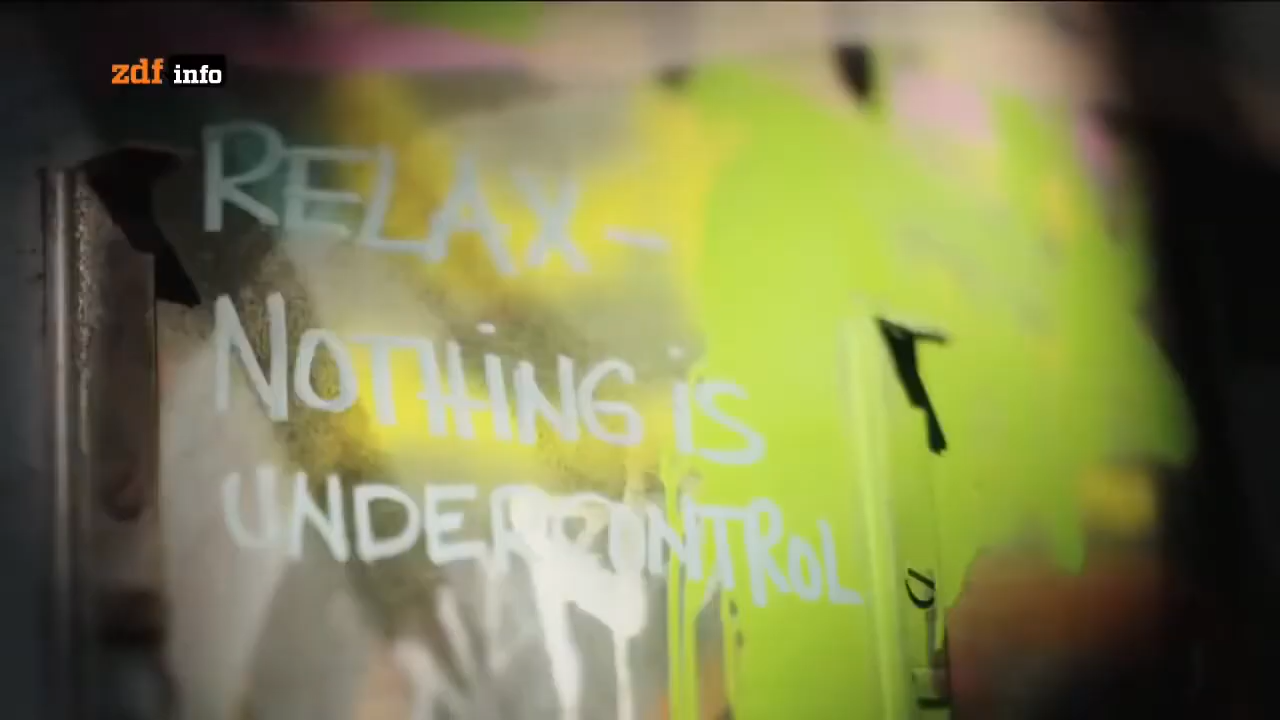 zdf info
RELAX –
NOTHING iS
UNDERCONTROL